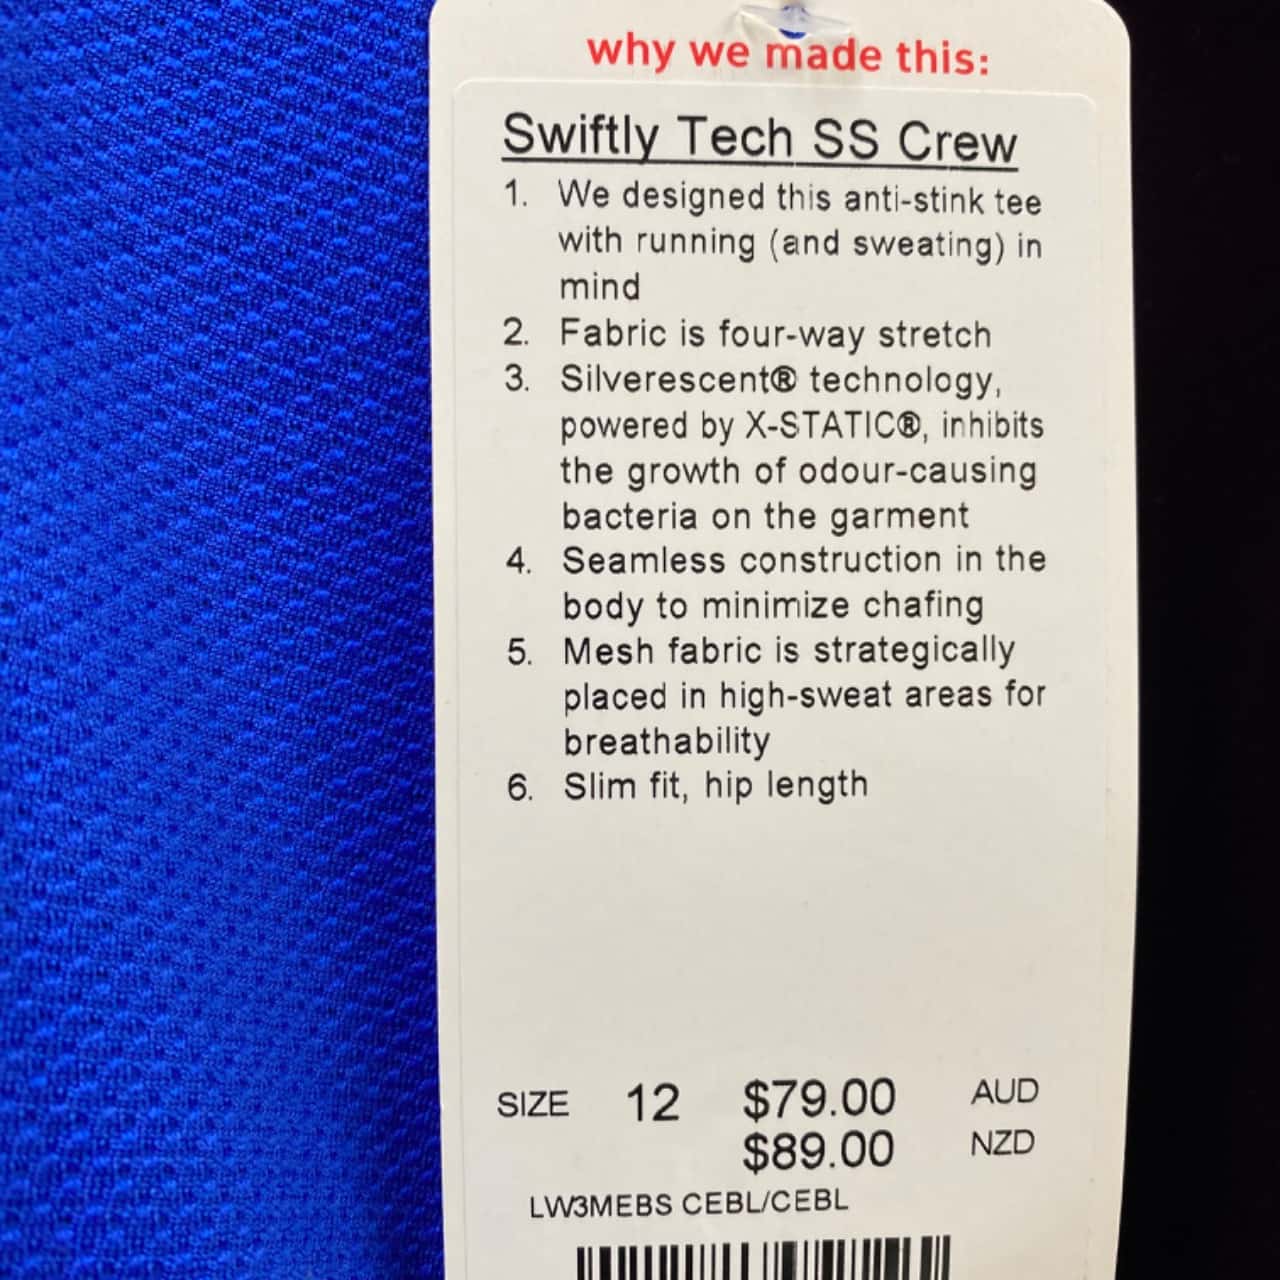 why we made this:
Swiftly Tech SS Crew
1. We designed this anti-stink tee
with running (and sweating) in
mind
2. Fabric is four-way stretch
3. Silverescent® technology,
powered by X-STATIC®, inhibits
the growth of odour-causing
bacteria on the garment
4. Seamless construction in the
body to minimize chafing
5. Mesh fabric is strategically
placed in high-sweat areas for
breathability
6. Slim fit, hip length
SIZE 12 $79.00 AUD
$89.00 NZD
LW3MEBS CEBL/CEBL